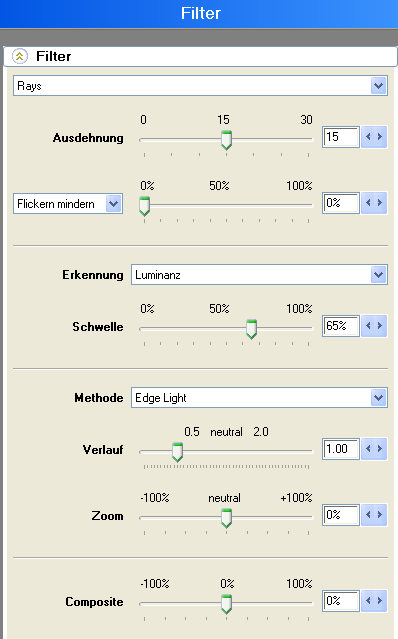 Filter
Filter
Rays
0 15 30
Ausdehnung 15
0% 50% 100%
Flickern mindern 0%
Erkennung Luminanz
0% 50% 100%
Schwelle 65%
Methode Edge Light
0.5 neutral 2.0
Verlauf 1.00
-100% neutral +100%
Zoom 0%
-100% 0% 100%
Composite 0%